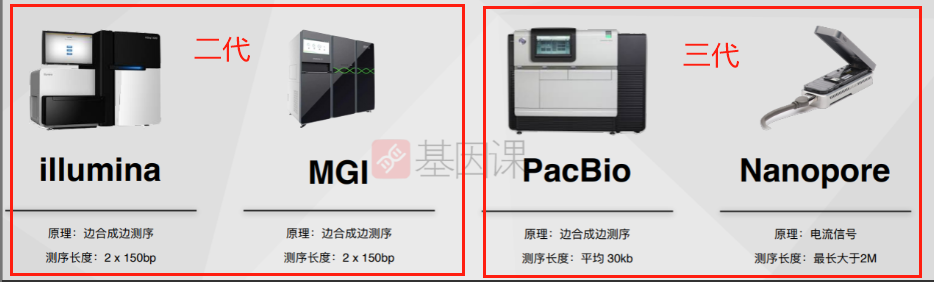 二代
三代
基因课
illumina
MGI
PacBio
Nanopore
原理：边合成边测序
测序长度：2 x 150bp
原理：边合成边测序
测序长度：2 x 150bp
原理：边合成边测序
测序长度：平均 30kb
原理：电流信号
测序长度：最长大于2M